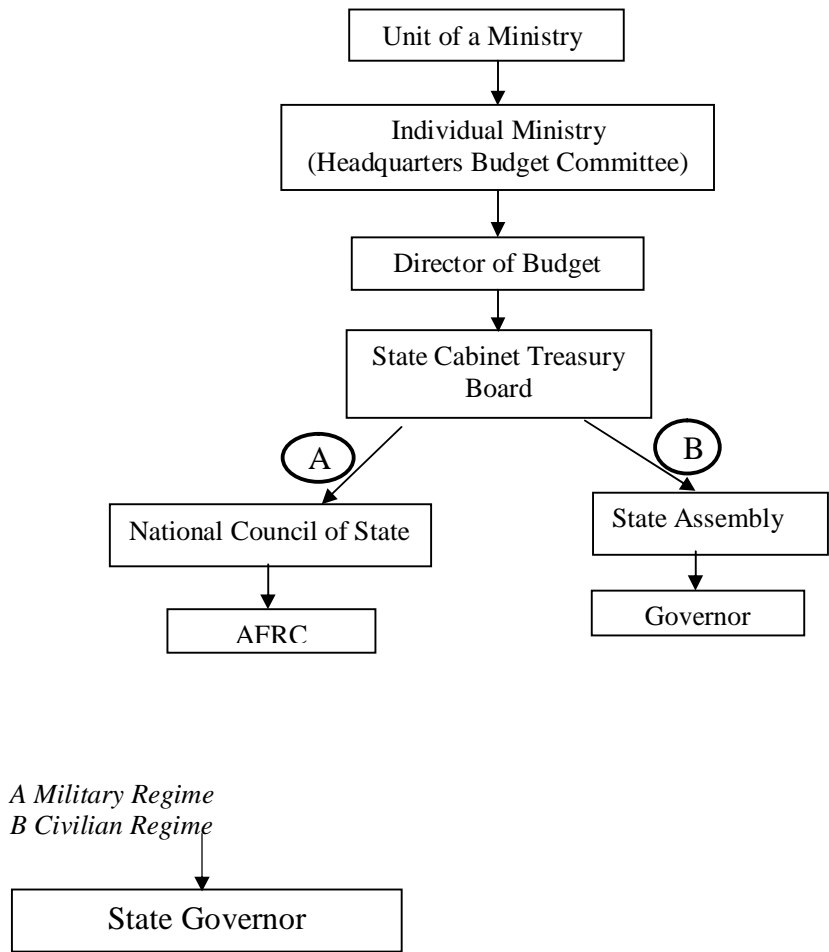 Unit of a Ministry
Individual Ministry
(Headquarters Budget Committee)
Director of Budget
State Cabinet Treasury
Board
A
B
National Council of State
State Assembly
AFRC
Governor
A Military Regime
B Civilian Regime
State Governor